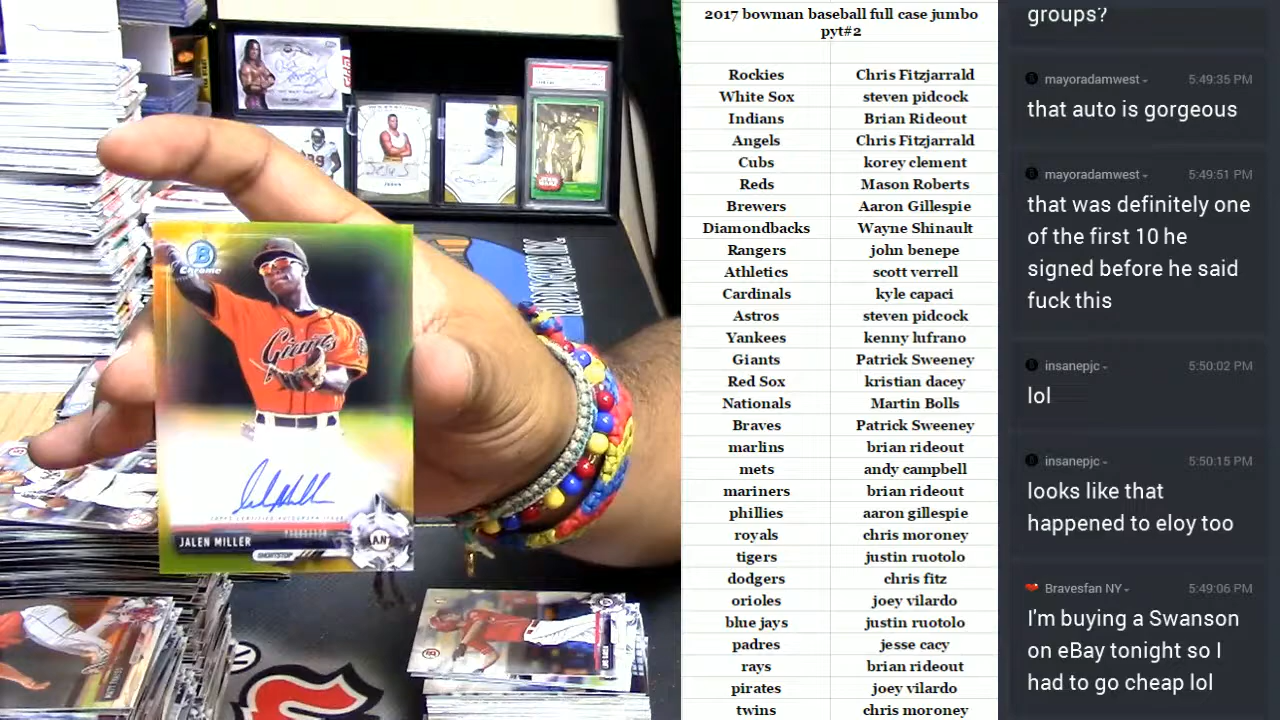 2017 bowman baseball full case jumbo
pyt#2
Rockies Chris Fitzjarrald
White Sox steven pidcock
Indians Brian Rideout
Angels Chris Fitzjarrald
Cubs korey clement
Reds Mason Roberts
Brewers Aaron Gillespie
Diamondbacks Wayne Shinault
Rangers john benepe
Athletics scott verrell
Cardinals kyle capaci
Astros steven pidcock
Yankees kenny lufrano
Giants Patrick Sweeney
Red Sox kristian dacey
Nationals Martin Bolls
Braves Patrick Sweeney
marlins brian rideout
mets andy campbell
mariners brian rideout
phillies aaron gillespie
royals chris moroney
tigers justin ruotolo
dodgers chris fitz
orioles joey vilardo
blue jays justin ruotolo
padres jesse cacy
rays brian rideout
pirates joey vilardo
twins chris moroney
groups?
mayoradamwest 5:49:35 PM
that auto is gorgeous
mayoradamwest 5:49:51 PM
that was definitely one
of the first 10 he
signed before he said
fuck this
insanepjc 5:50:02 PM
lol
insanepjc 5:50:15 PM
looks like that
happened to eloy too
Bravesfan NY 5:49:06 PM
I'm buying a Swanson
on eBay tonight so I
had to go cheap lol
B
Chrome
Giants
TOPPS CERTIFIED AUTOGRAPH ISSUE
JALEN MILLER
SHORTSTOP
AN
STAR WARS